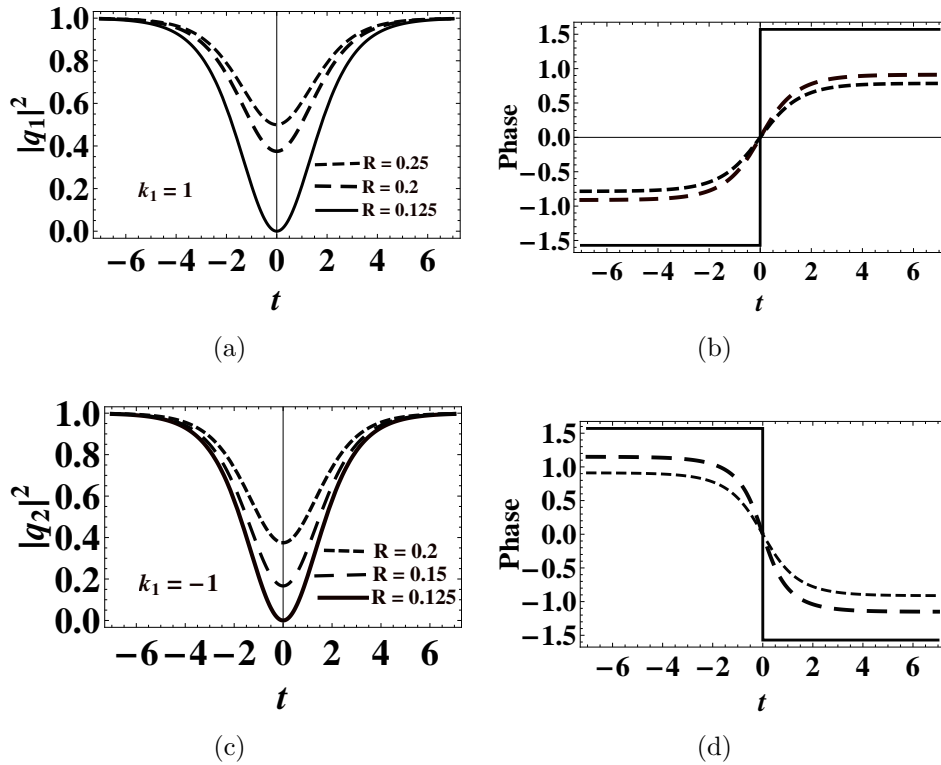 1.0
0.8
0.6
0.4
0.2
0.0
|q₁|²
k₁ = 1
R = 0.25
R = 0.2
R = 0.125
−6 −4 −2 0 2 4 6
t
(a)
1.5
1.0
0.5
0.0
−0.5
−1.0
−1.5
Phase
−6 −4 −2 0 2 4 6
t
(b)
1.0
0.8
0.6
0.4
0.2
0.0
|q₂|²
k₁ = −1
R = 0.2
R = 0.15
R = 0.125
−6 −4 −2 0 2 4 6
t
(c)
1.5
1.0
0.5
0.0
−0.5
−1.0
−1.5
Phase
−6 −4 −2 0 2 4 6
t
(d)